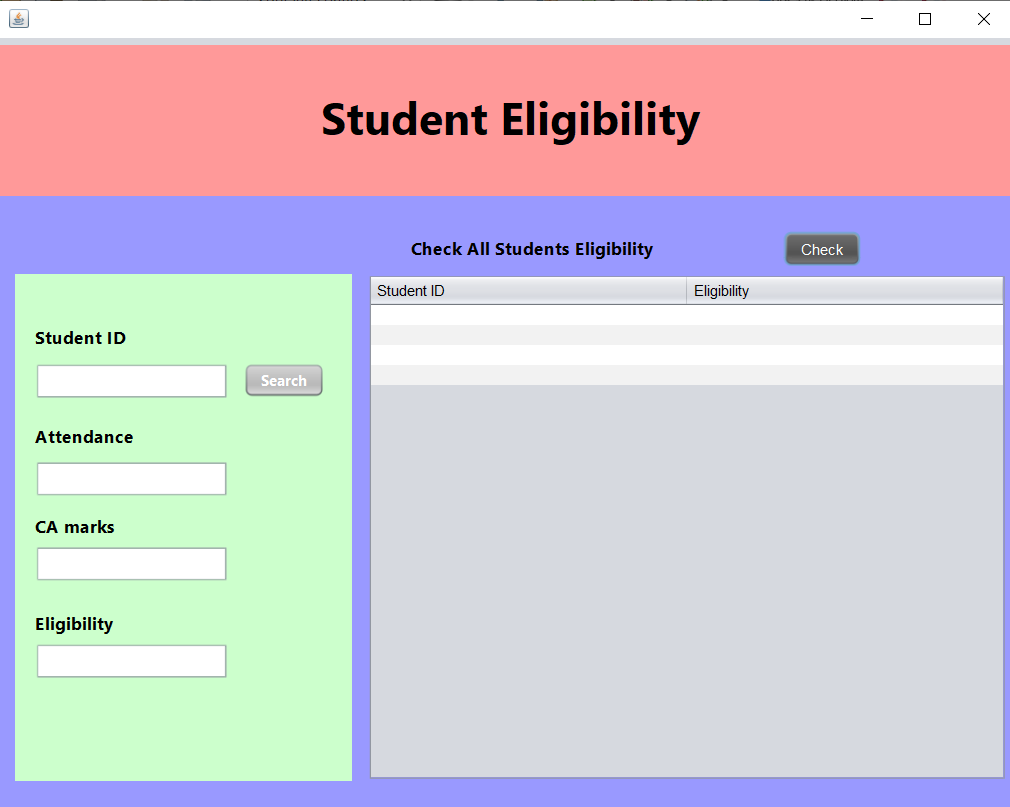 Student Eligibility
Check All Students Eligibility
Check
Student ID
Eligibility
Student ID
Search
Attendance
CA marks
Eligibility